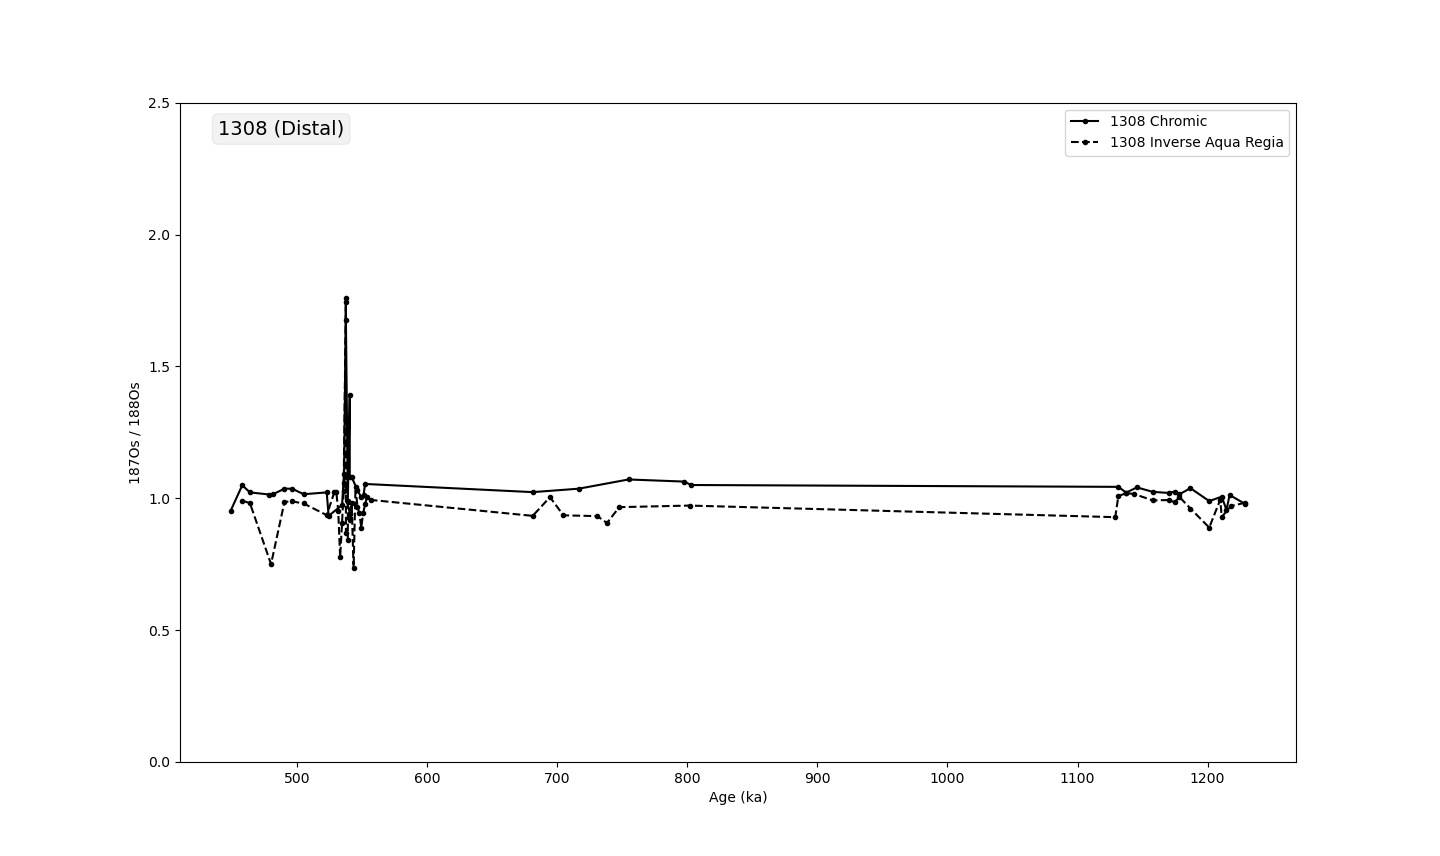 1308 (Distal)
1308 Chromic
1308 Inverse Aqua Regia
2.5
2.0
1.5
1.0
0.5
0.0
187Os / 188Os
500 600 700 800 900 1000 1100 1200
Age (ka)